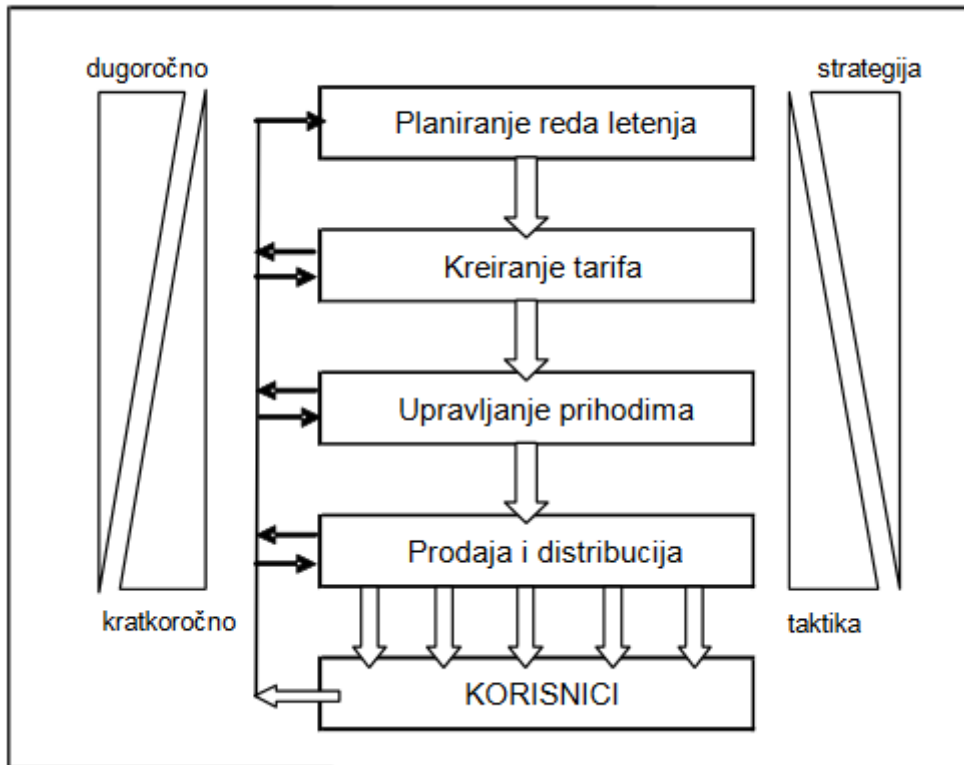 dugoročno
strategija
Planiranje reda letenja
Kreiranje tarifa
Upravljanje prihodima
Prodaja i distribucija
kratkoročno
taktika
KORISNICI